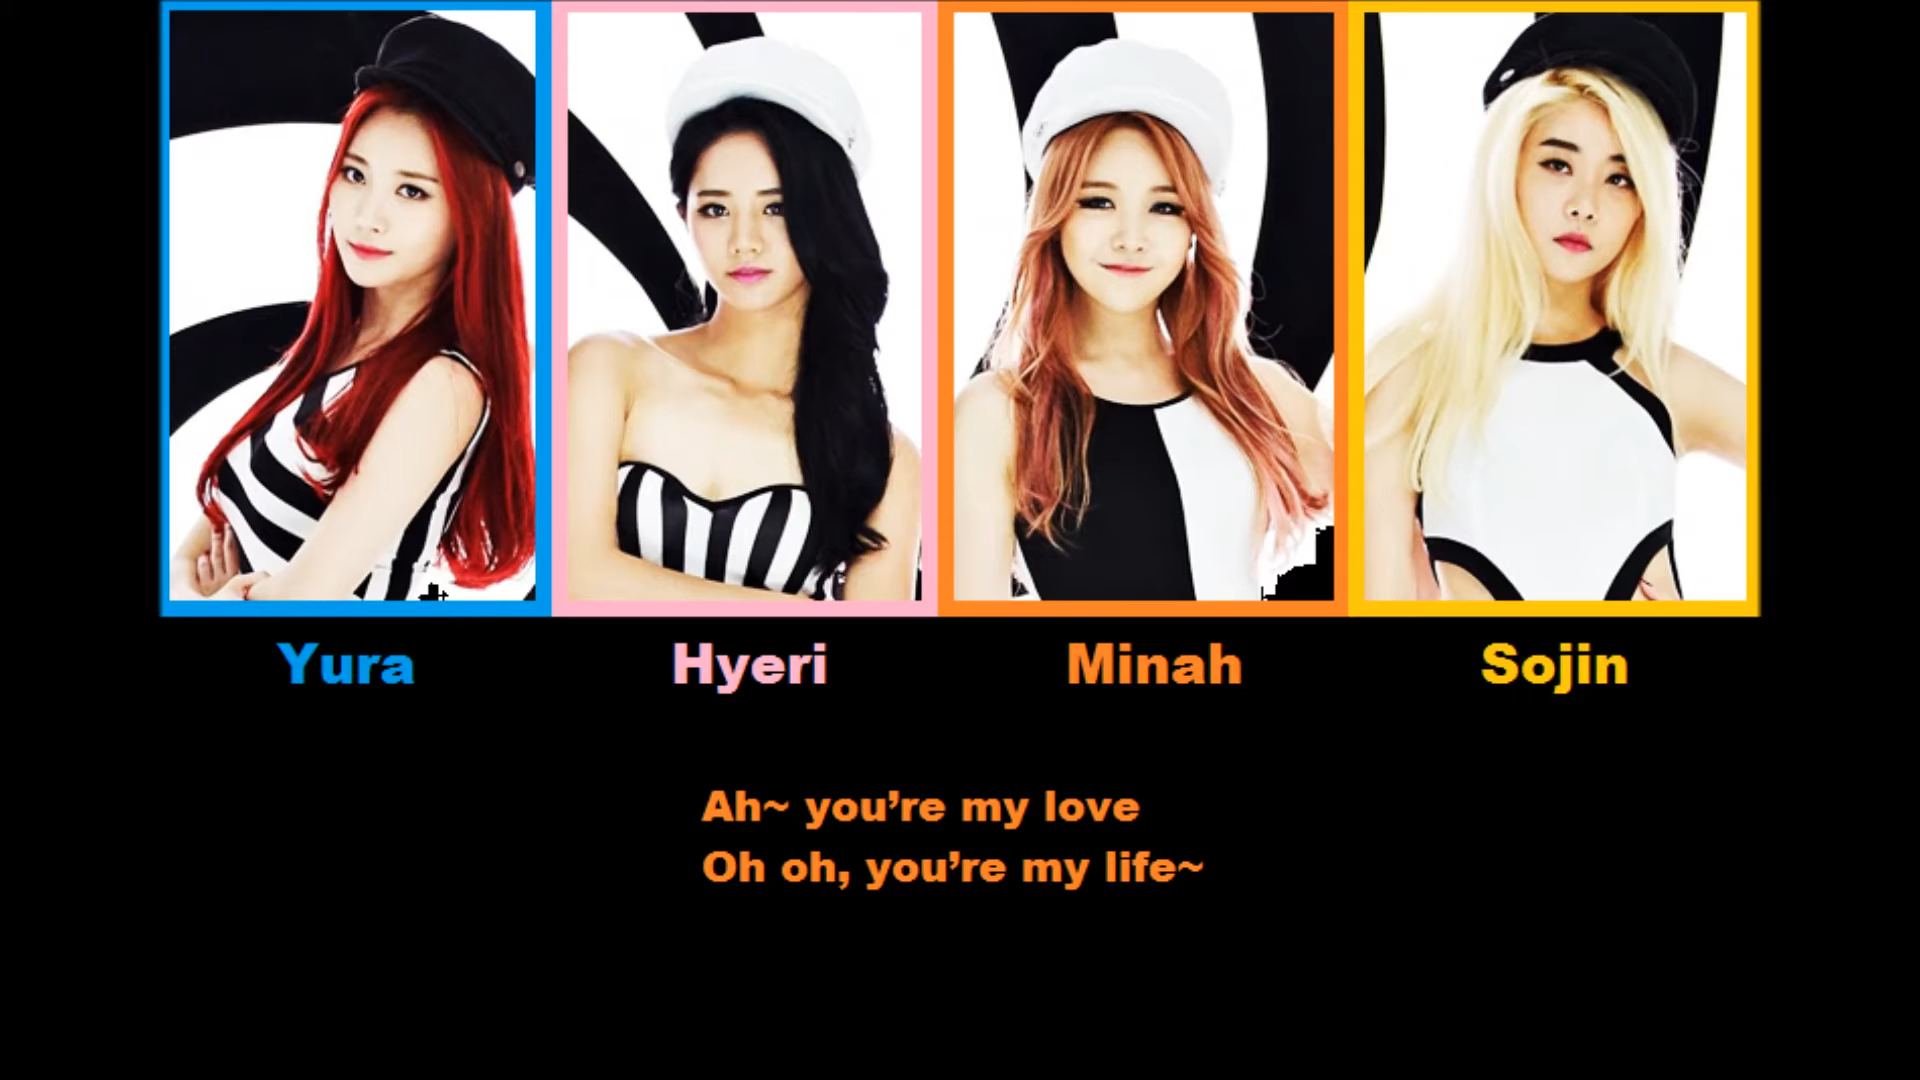 Yura
Hyeri
Minah
Sojin
Ah~ you’re my love
Oh oh, you’re my life~